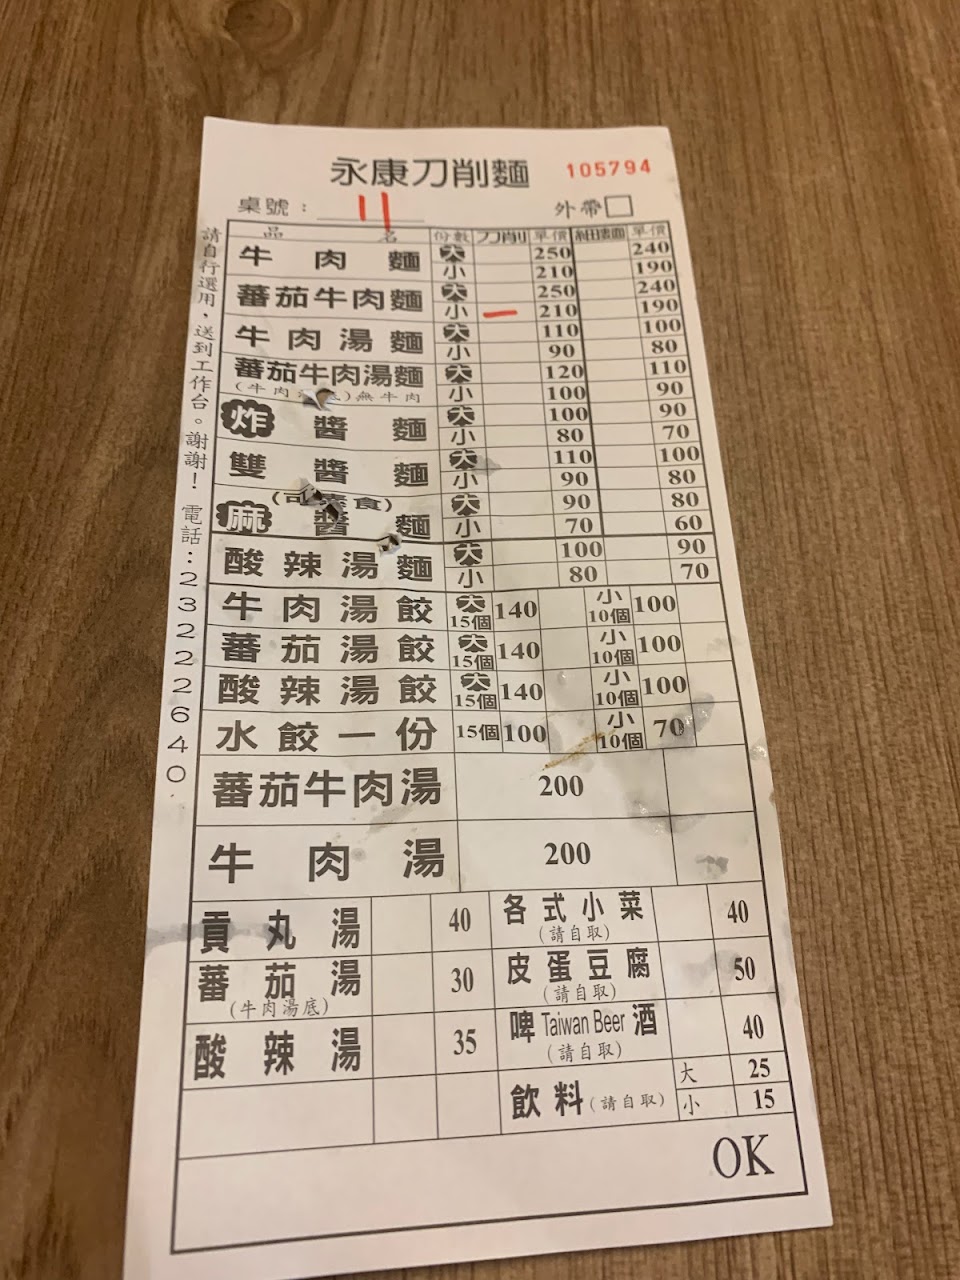 永康刀削麵 105794
桌號： 11 外帶
品名 份數 刀削 單價 細麵 單價
牛肉麵 大 250 240
小 210 190
蕃茄牛肉麵 大 250 240
小 一 210 190
牛肉湯麵 大 110 100
小 90 80
蕃茄牛肉湯麵 大 120 110
(牛肉湯)無牛肉 小 100 90
炸醬麵 大 100 90
小 80 70
雙醬麵 大 110 100
小 90 80
(可素食)
麻醬麵 大 90 80
小 70 60
酸辣湯麵 大 100 90
小 80 70
牛肉湯餃 大 15個 140 小 10個 100
蕃茄湯餃 大 15個 140 小 10個 100
酸辣湯餃 大 15個 140 小 10個 100
水餃一份 15個 100 小 10個 70
蕃茄牛肉湯 200
牛肉湯 200
貢丸湯 40 各式小菜 (請自取) 40
蕃茄湯 (牛肉湯底) 30 皮蛋豆腐 (請自取) 50
酸辣湯 35 啤 Taiwan Beer 酒 (請自取) 40
飲料 (請自取) 大 25
小 15
OK
請自行選用，送到工作台。謝謝！ 電話：23222640.